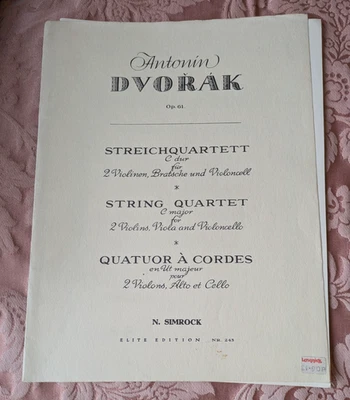 Antonín
DVOŘÁK
Op. 61
STREICHQUARTETT
C dur
für
2 Violinen, Bratsche und Violoncell
*
STRING QUARTET
C major
for
2 Violins, Viola and Violoncello
*
QUATUOR À CORDES
en Ut majeur
pour
2 Violons, Alto et Cello
N. SIMROCK
ELITE EDITION